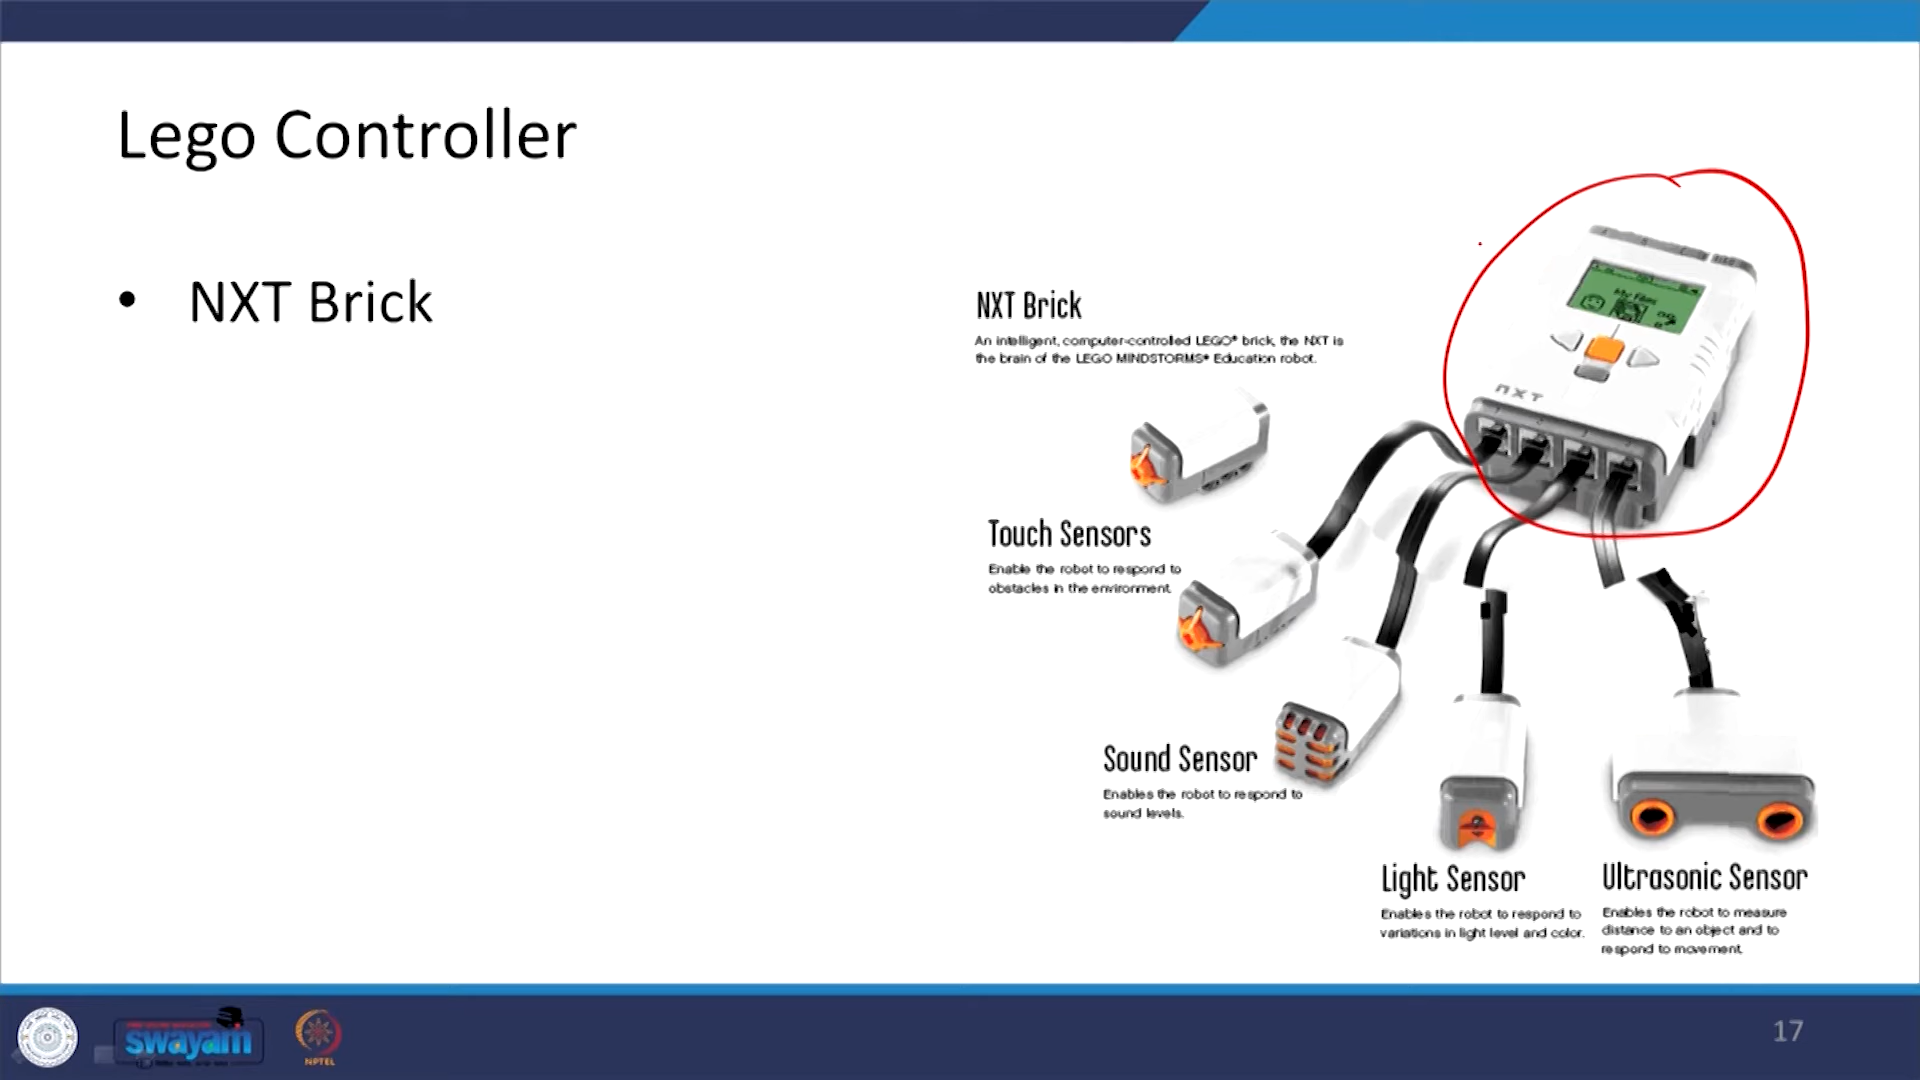 Lego Controller
• NXT Brick
NXT Brick
An intelligent, computer-controlled LEGO® brick, the NXT is
the brain of the LEGO MINDSTORMS® Education robot.
My Files
NXT
Touch Sensors
Enable the robot to respond to
obstacles in the environment.
Sound Sensor
Enables the robot to respond to
sound levels.
Light Sensor
Enables the robot to respond to
variations in light level and color.
Ultrasonic Sensor
Enables the robot to measure
distance to an object and to
respond to movement.
swayam
NPTEL
17